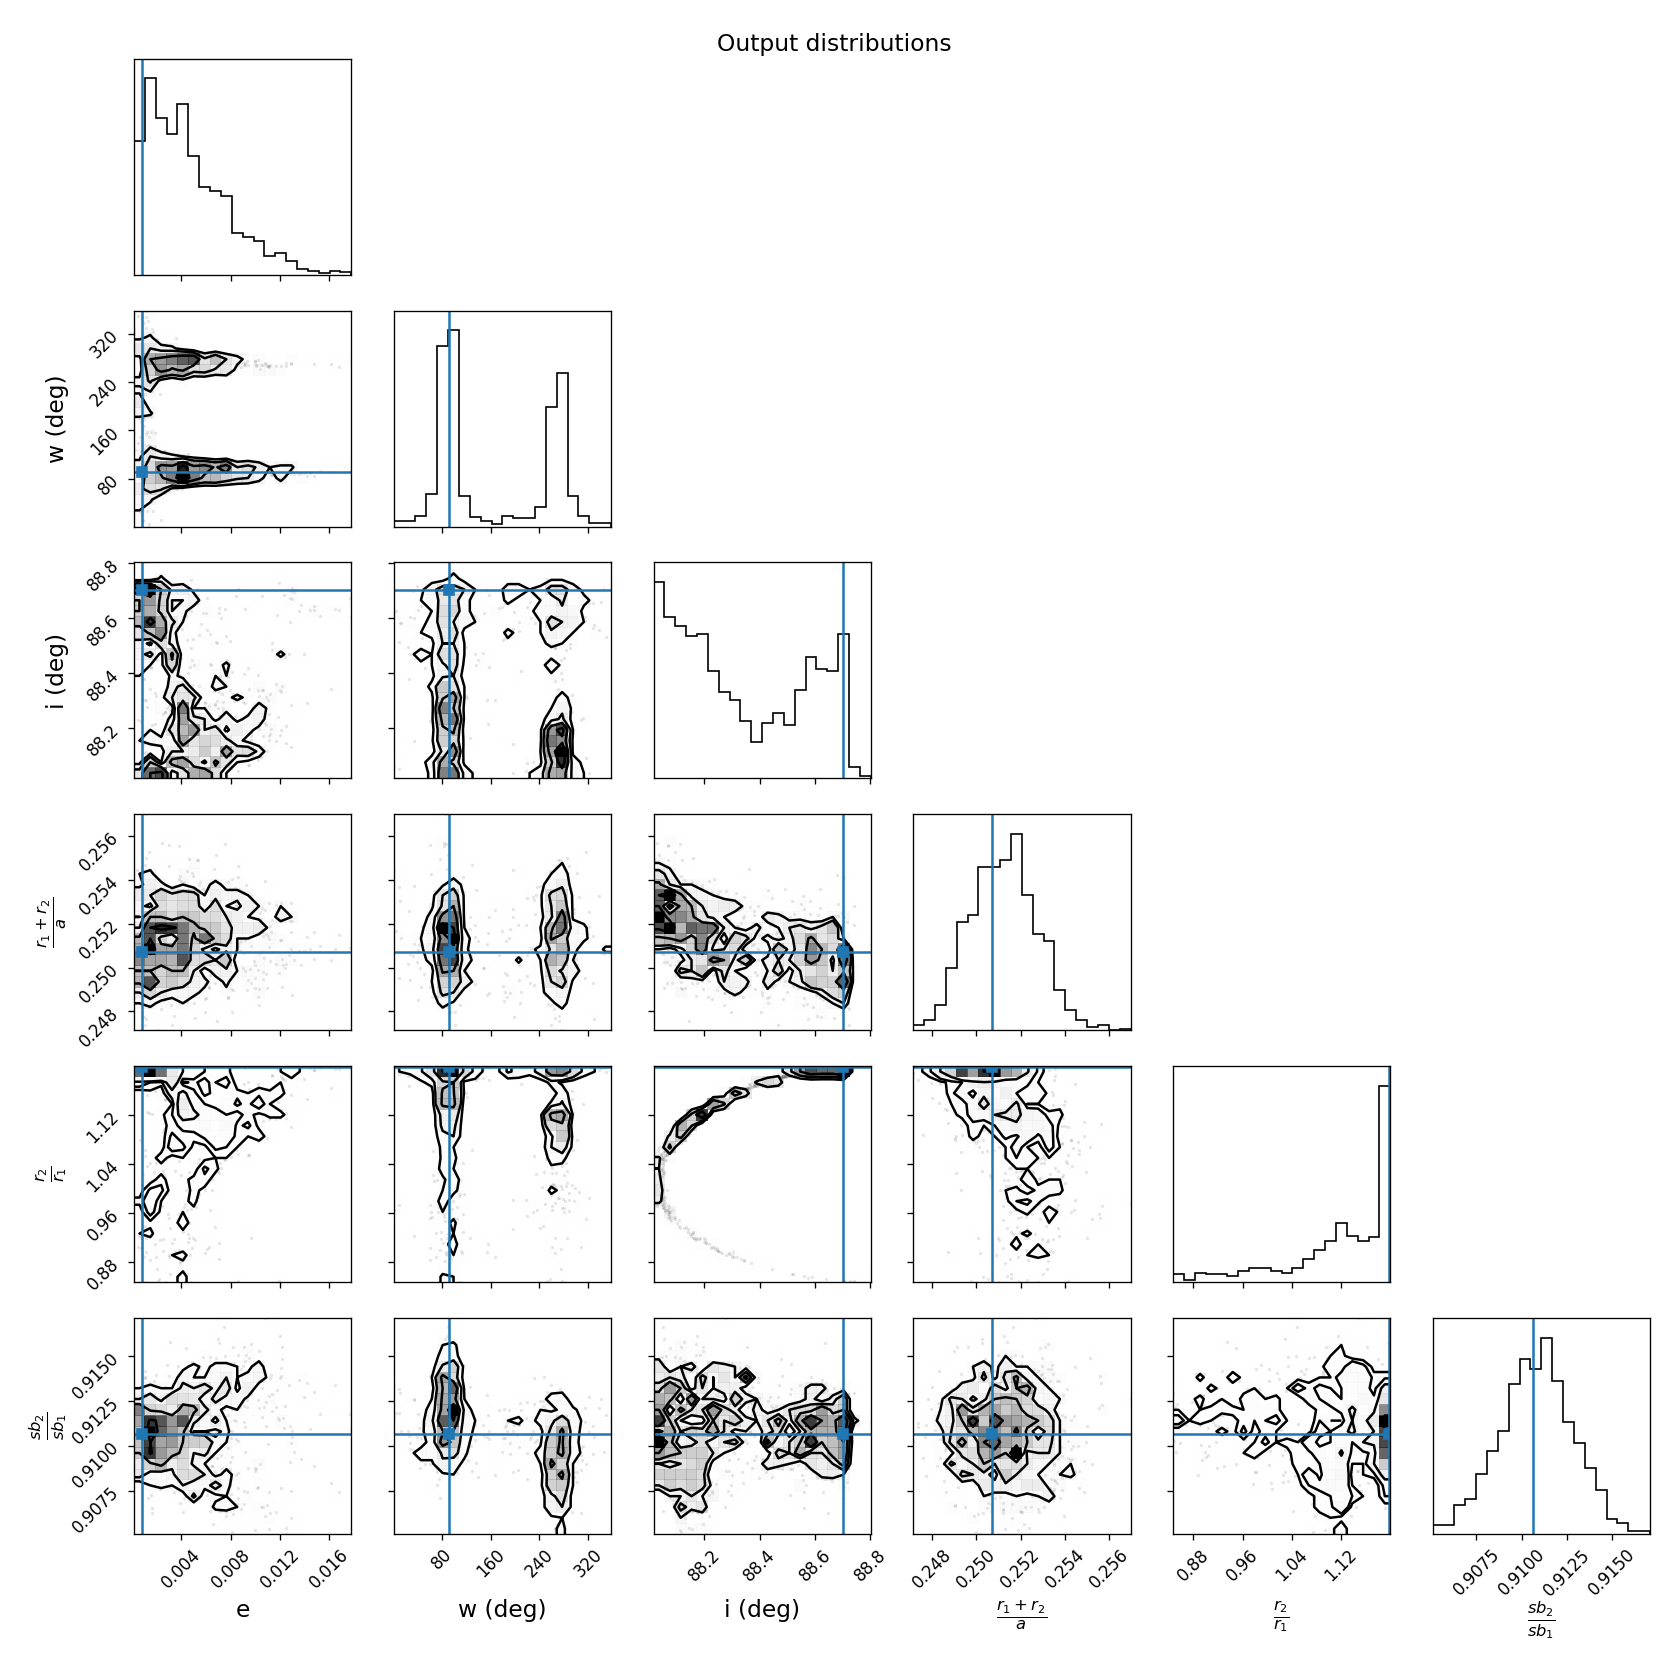 Output distributions
w (deg)
320
240
160
80
i (deg)
88.8
88.6
88.4
88.2
r₁ + r₂
a
0.256
0.254
0.252
0.250
0.248
r₂
r₁
1.12
1.04
0.96
0.88
sb₂
sb₁
0.9150
0.9125
0.9100
0.9075
0.004 0.008 0.012 0.016
80 160 240 320
88.2 88.4 88.6 88.8
0.248 0.250 0.252 0.254 0.256
0.88 0.96 1.04 1.12
0.9075 0.9100 0.9125 0.9150
e
w (deg)
i (deg)
r₁ + r₂
a
r₂
r₁
sb₂
sb₁